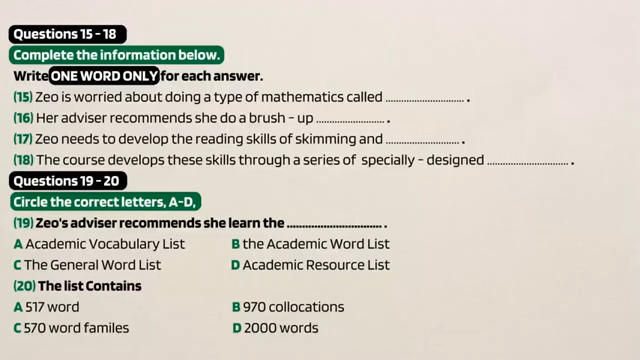 Questions 15 - 18
Complete the information below.
Write ONE WORD ONLY for each answer.
(15) Zeo is worried about doing a type of mathematics called ............................ .
(16) Her adviser recommends she do a brush - up ........................ .
(17) Zeo needs to develop the reading skills of skimming and .......................... .
(18) The course develops these skills through a series of specially - designed ............................. .
Questions 19 - 20
Circle the correct letters, A-D,
(19) Zeo's adviser recommends she learn the ................................ .
A Academic Vocabulary List B the Academic Word List
C The General Word List D Academic Resource List
(20) The list Contains
A 517 word B 970 collocations
C 570 word familes D 2000 words